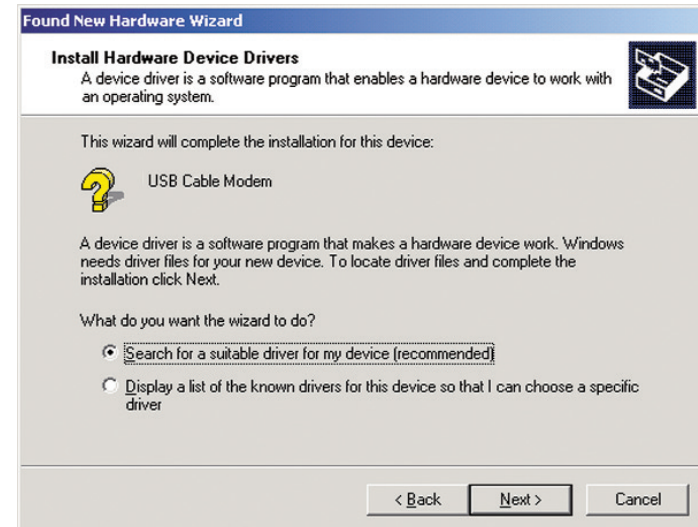 Found New Hardware Wizard
Install Hardware Device Drivers
A device driver is a software program that enables a hardware device to work with
an operating system.
This wizard will complete the installation for this device:
USB Cable Modem
A device driver is a software program that makes a hardware device work. Windows
needs driver files for your new device. To locate driver files and complete the
installation click Next.
What do you want the wizard to do?
Search for a suitable driver for my device (recommended)
Display a list of the known drivers for this device so that I can choose a specific
driver
< Back Next > Cancel